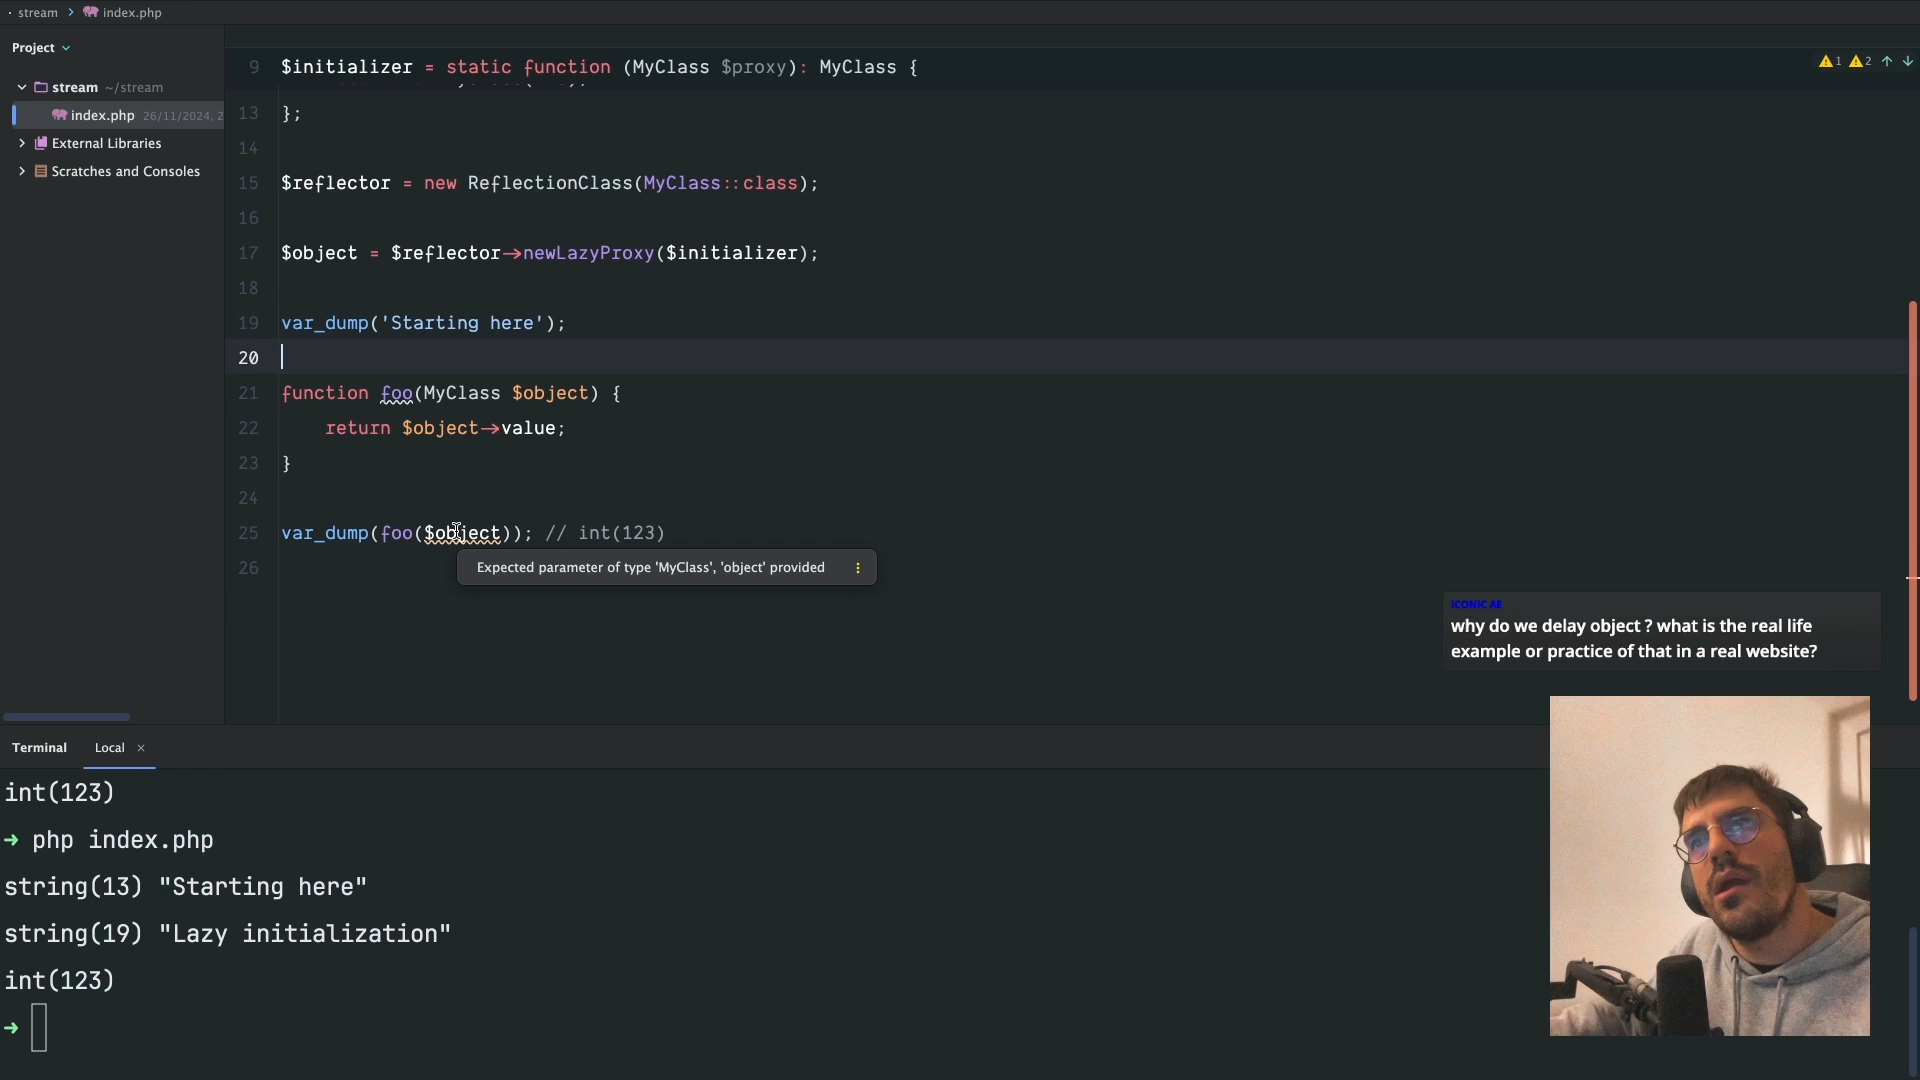 stream > index.php
Project
stream ~/stream
index.php 26/11/2024, 2
External Libraries
Scratches and Consoles
1 2
9 $initializer = static function (MyClass $proxy): MyClass {
13 };
14
15 $reflector = new ReflectionClass(MyClass::class);
16
17 $object = $reflector->newLazyProxy($initializer);
18
19 var_dump('Starting here');
20
21 function foo(MyClass $object) {
22 return $object->value;
23 }
24
25 var_dump(foo($object)); // int(123)
26
Expected parameter of type 'MyClass', 'object' provided
ICONIC AE
why do we delay object ? what is the real life
example or practice of that in a real website?
Terminal Local ×
int(123)
➜ php index.php
string(13) "Starting here"
string(19) "Lazy initialization"
int(123)
➜